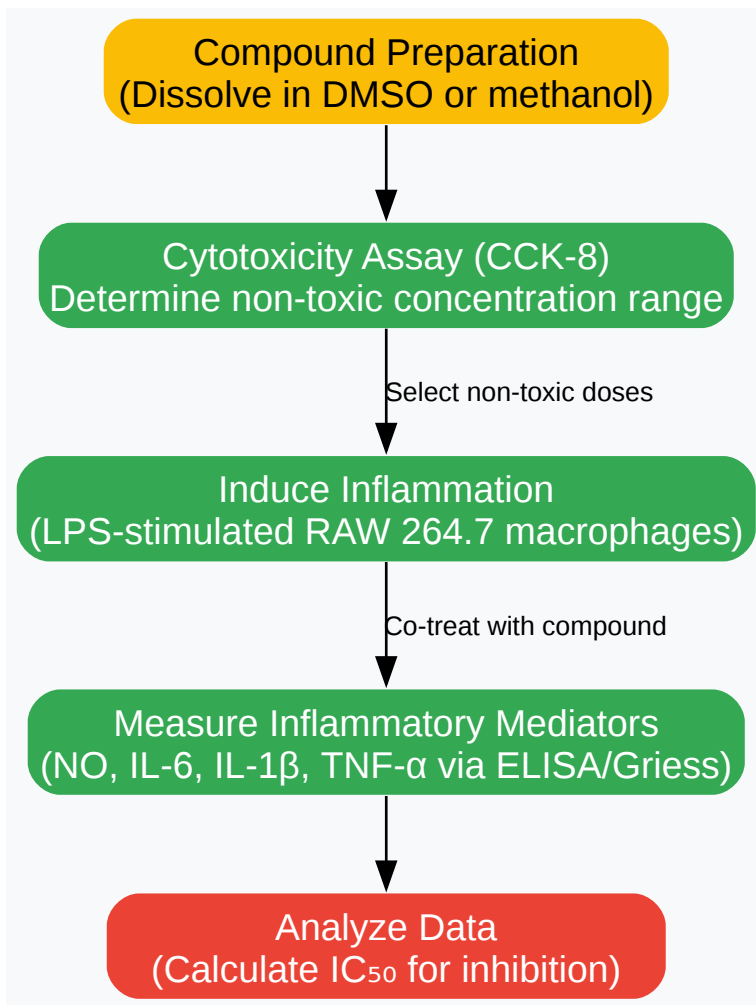 Compound Preparation
(Dissolve in DMSO or methanol)
Cytotoxicity Assay (CCK-8)
Determine non-toxic concentration range
Select non-toxic doses
Induce Inflammation
(LPS-stimulated RAW 264.7 macrophages)
Co-treat with compound
Measure Inflammatory Mediators
(NO, IL-6, IL-1β, TNF-α via ELISA/Griess)
Analyze Data
(Calculate IC₅₀ for inhibition)